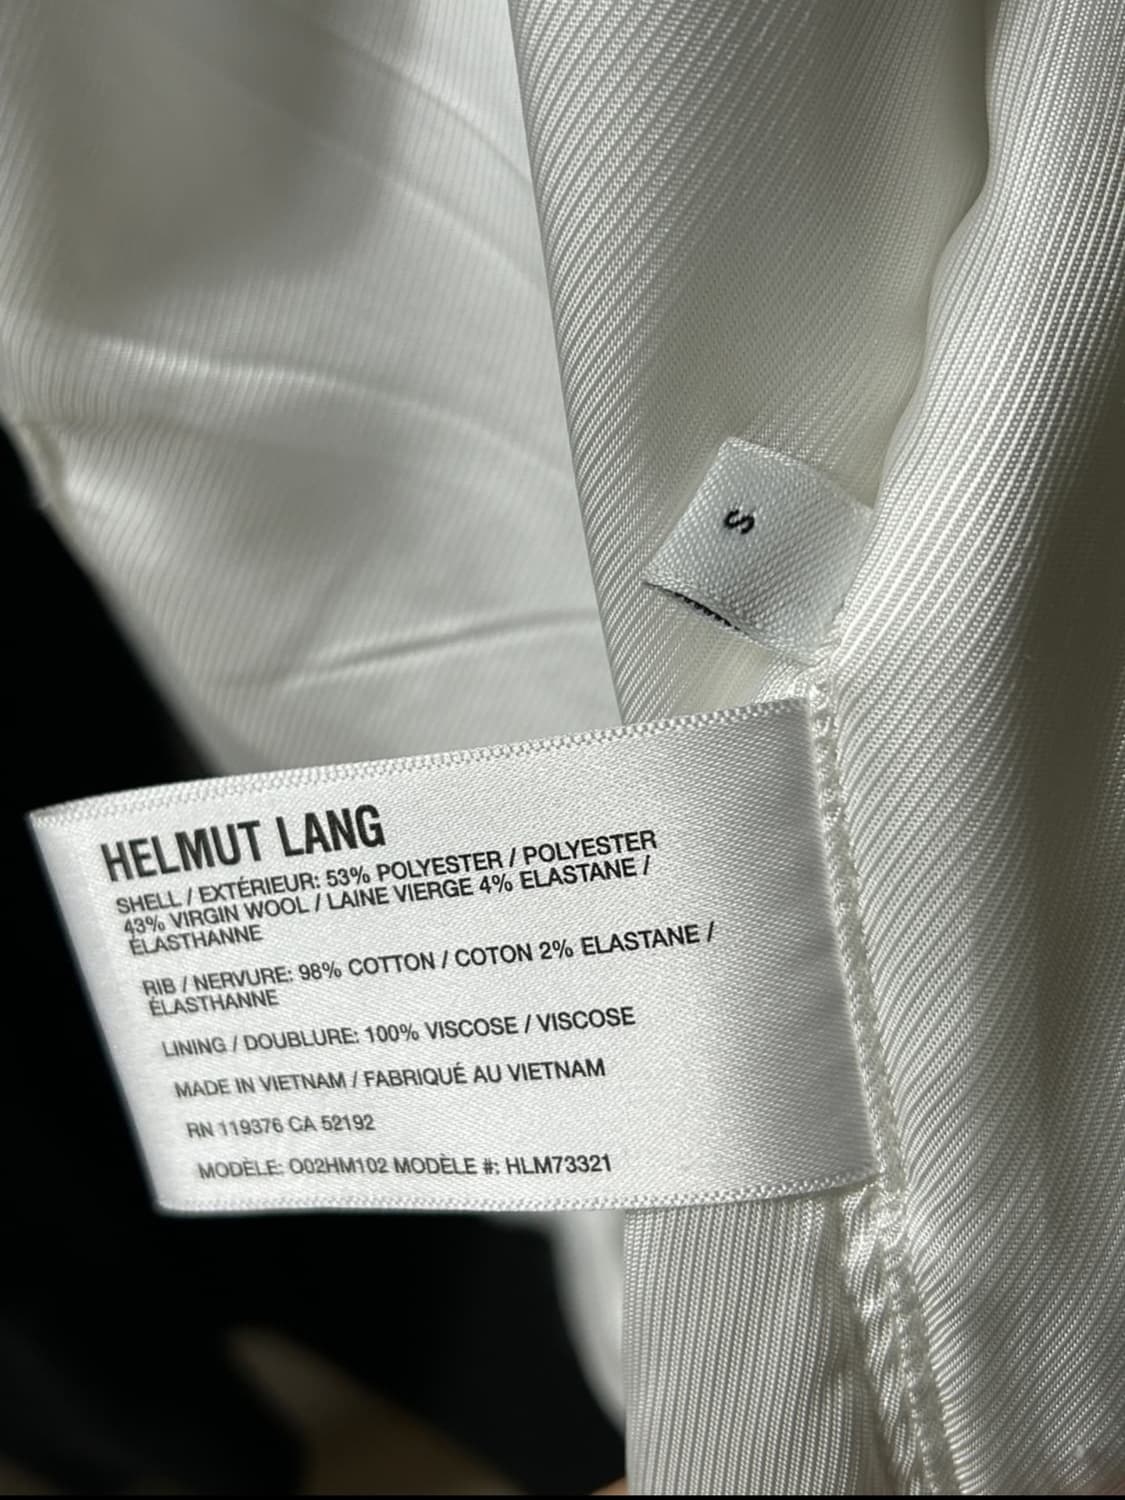 S
HELMUT LANG
SHELL / EXTÉRIEUR: 53% POLYESTER / POLYESTER
43% VIRGIN WOOL / LAINE VIERGE 4% ELASTANE /
ÉLASTHANNE
RIB / NERVURE: 98% COTTON / COTON 2% ELASTANE /
ÉLASTHANNE
LINING / DOUBLURE: 100% VISCOSE / VISCOSE
MADE IN VIETNAM / FABRIQUÉ AU VIETNAM
RN 119376 CA 52192
MODÈLE: O02HM102 MODÈLE #: HLM73321